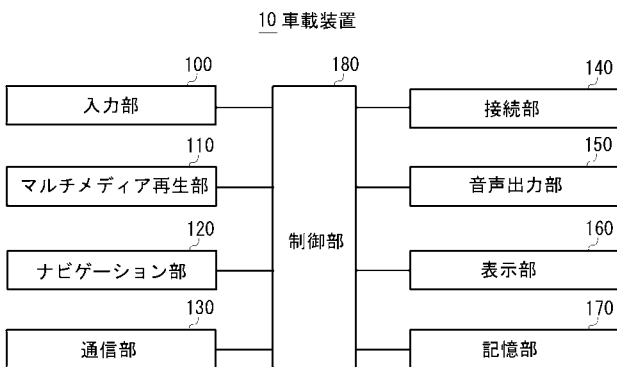 10 車載装置
100
入力部
110
マルチメディア再生部
120
ナビゲーション部
130
通信部
180
制御部
140
接続部
150
音声出力部
160
表示部
170
記憶部